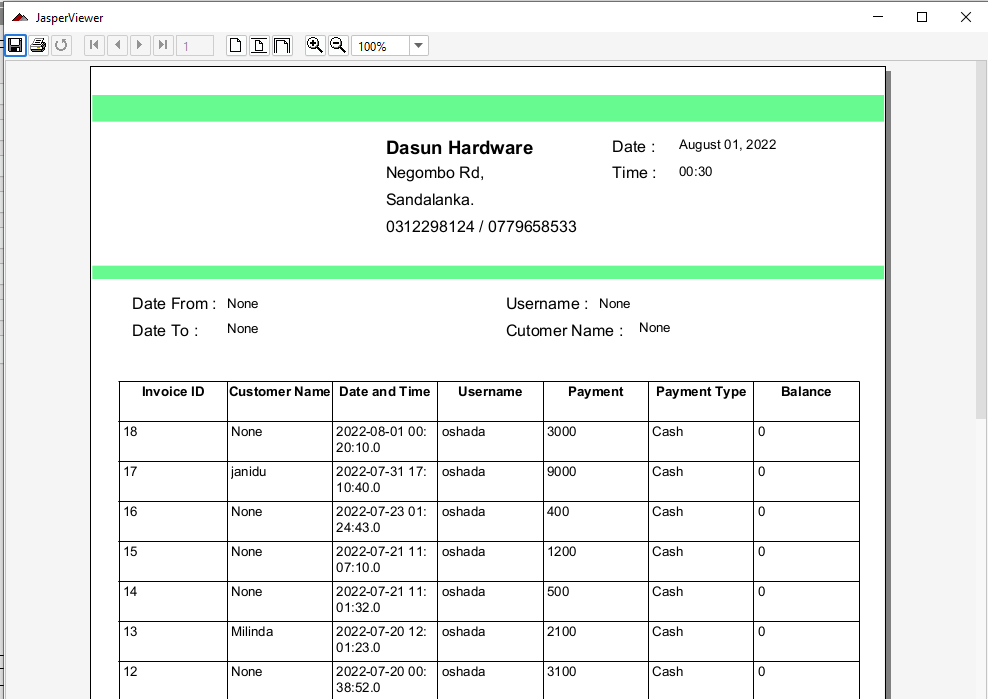 JasperViewer
1
100%
Dasun Hardware
Date : August 01, 2022
Negombo Rd,
Time : 00:30
Sandalanka.
0312298124 / 0779658533
Date From : None
Username : None
Date To : None
Cutomer Name : None
Invoice ID Customer Name Date and Time Username Payment Payment Type Balance
18 None 2022-08-01 00: oshada 3000 Cash 0
20:10.0
17 janidu 2022-07-31 17: oshada 9000 Cash 0
10:40.0
16 None 2022-07-23 01: oshada 400 Cash 0
24:43.0
15 None 2022-07-21 11: oshada 1200 Cash 0
07:10.0
14 None 2022-07-21 11: oshada 500 Cash 0
01:32.0
13 Milinda 2022-07-20 12: oshada 2100 Cash 0
01:23.0
12 None 2022-07-20 00: oshada 3100 Cash 0
38:52.0